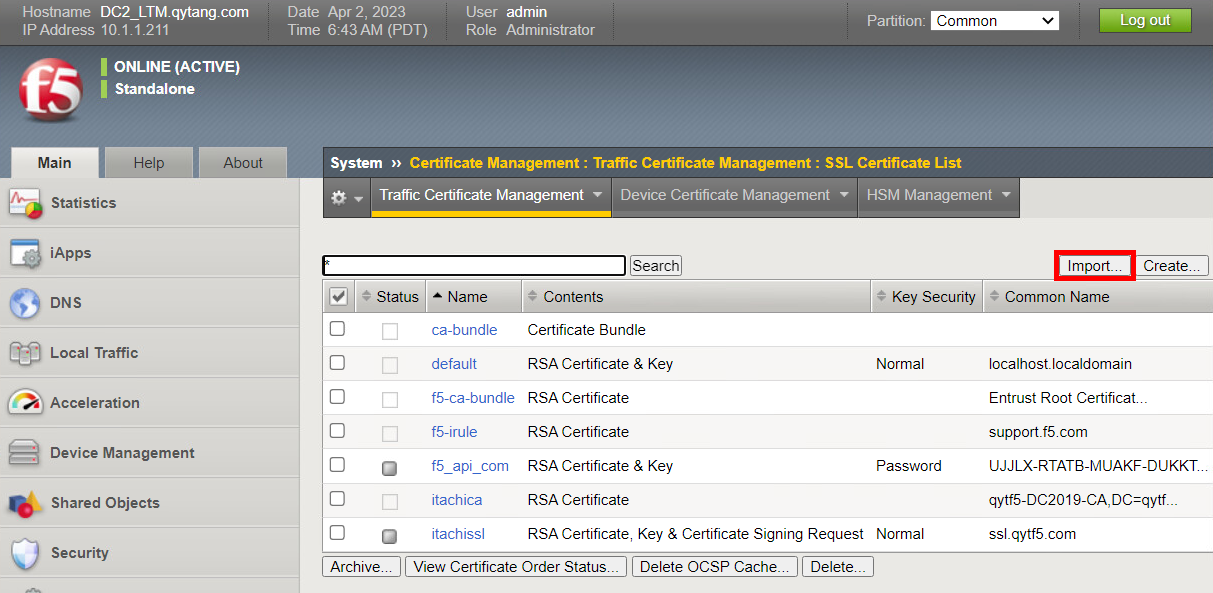 Hostname DC2_LTM.qytang.com Date Apr 2, 2023 User admin
IP Address 10.1.1.211 Time 6:43 AM (PDT) Role Administrator
Partition: Common Log out
f5
ONLINE (ACTIVE)
Standalone
Main Help About
System ›› Certificate Management : Traffic Certificate Management : SSL Certificate List
Traffic Certificate Management Device Certificate Management HSM Management
Statistics
iApps
DNS
Local Traffic
Acceleration
Device Management
Shared Objects
Security
* Search Import... Create...
Status Name Contents Key Security Common Name
ca-bundle Certificate Bundle
default RSA Certificate & Key Normal localhost.localdomain
f5-ca-bundle RSA Certificate Entrust Root Certificat...
f5-irule RSA Certificate support.f5.com
f5_api_com RSA Certificate & Key Password UJJLX-RTATB-MUAKF-DUKKT...
itachica RSA Certificate qytf5-DC2019-CA,DC=qytf...
itachissl RSA Certificate, Key & Certificate Signing Request Normal ssl.qytf5.com
Archive... View Certificate Order Status... Delete OCSP Cache... Delete...